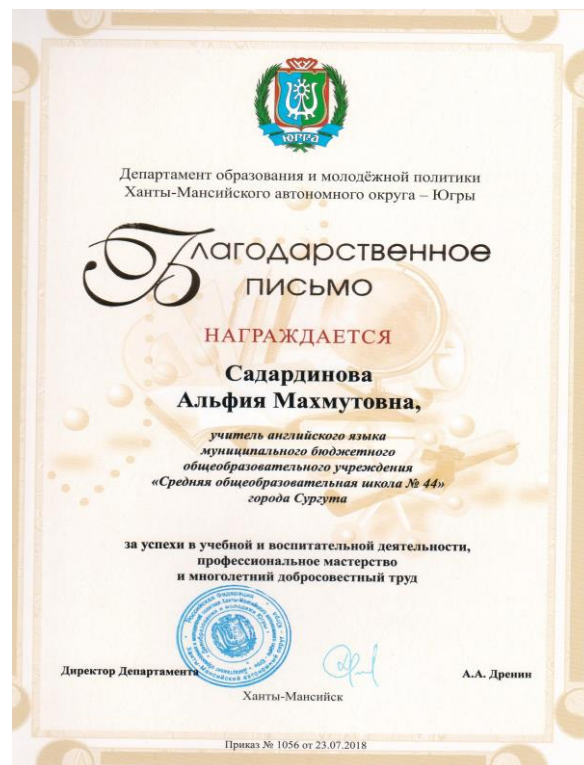 ЮГРА
Департамент образования и молодёжной политики
Ханты-Мансийского автономного округа – Югры
Благодарственное
письмо
НАГРАЖДАЕТСЯ
Садардинова
Альфия Махмутовна,
учитель английского языка
муниципального бюджетного
общеобразовательного учреждения
«Средняя общеобразовательная школа № 44»
города Сургута
за успехи в учебной и воспитательной деятельности,
профессиональное мастерство
и многолетний добросовестный труд
Российская Федерация
Директор Департамента
А.А. Дренин
Ханты-Мансийск
Приказ № 1056 от 23.07.2018